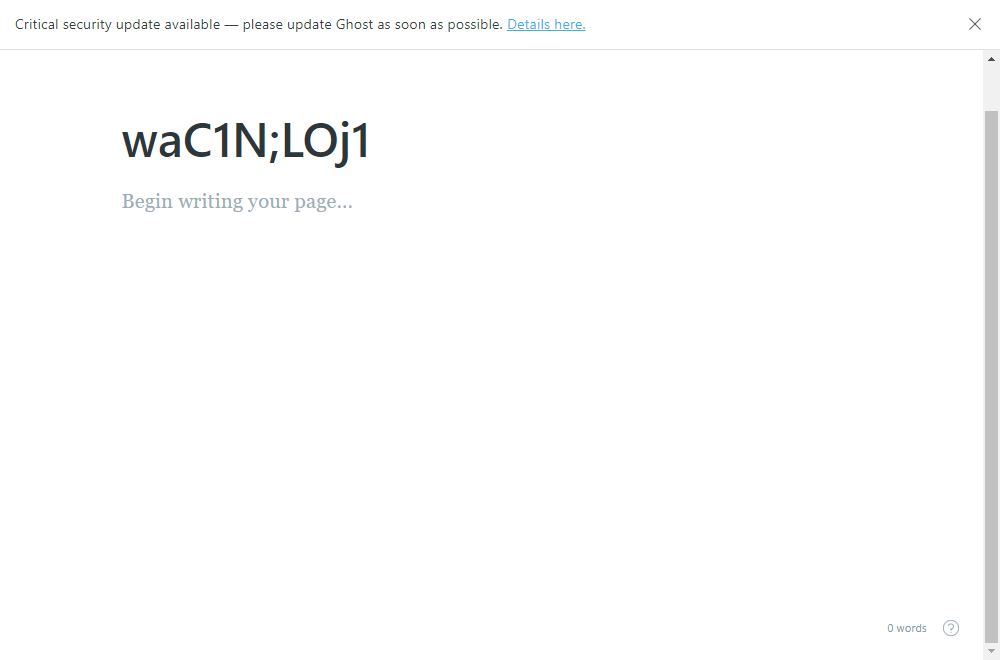 Critical security update available — please update Ghost as soon as possible. Details here.
waC1N;LOj1
Begin writing your page...
0 words
?